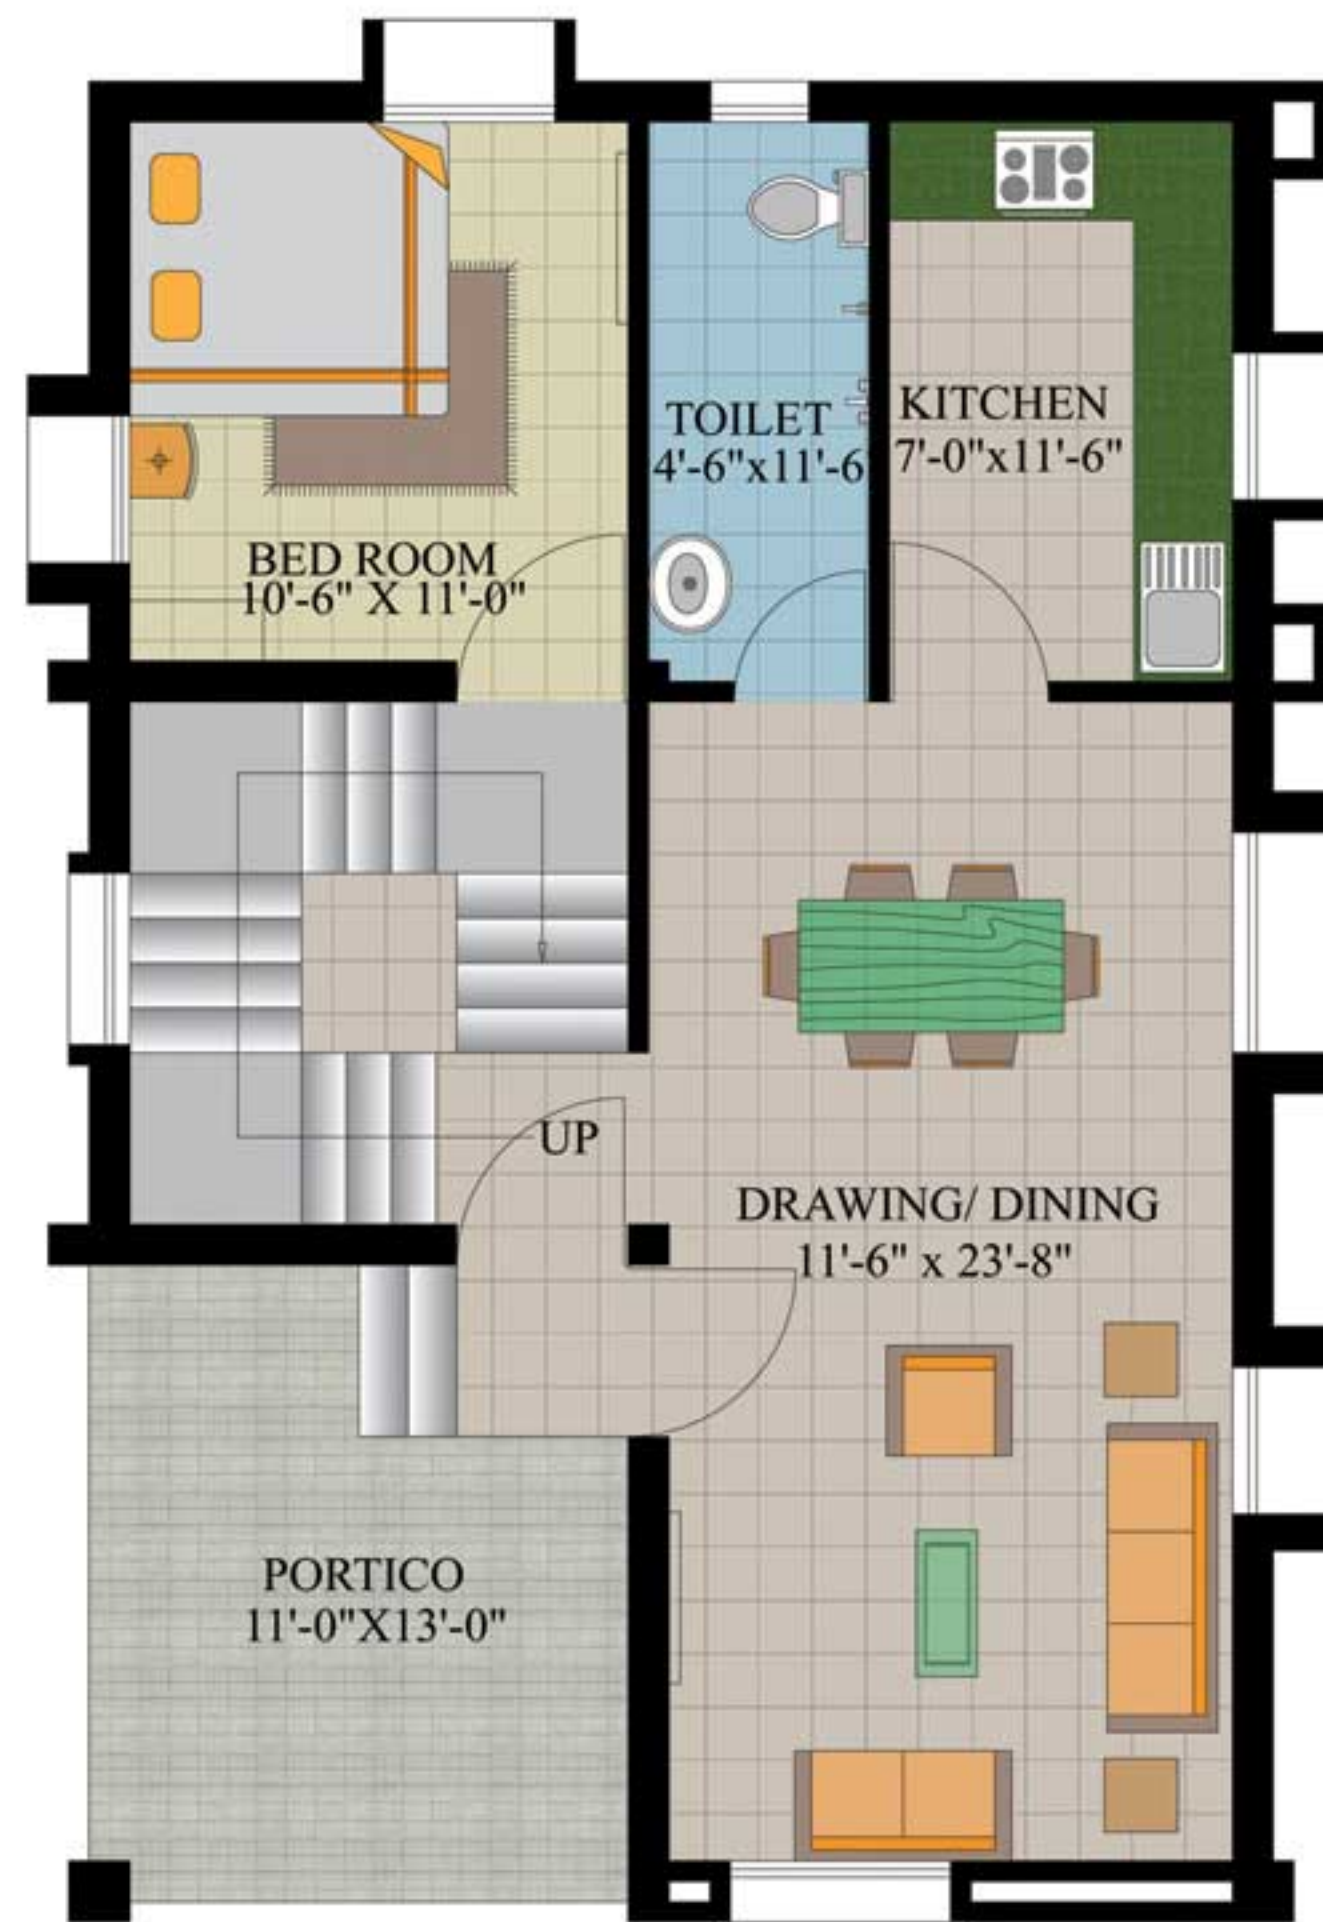 TOILET
4'-6"x11'-6
KITCHEN
7'-0"x11'-6"
BED ROOM
10'-6" X 11'-0"
UP
DRAWING/ DINING
11'-6" x 23'-8"
PORTICO
11'-0"X13'-0"